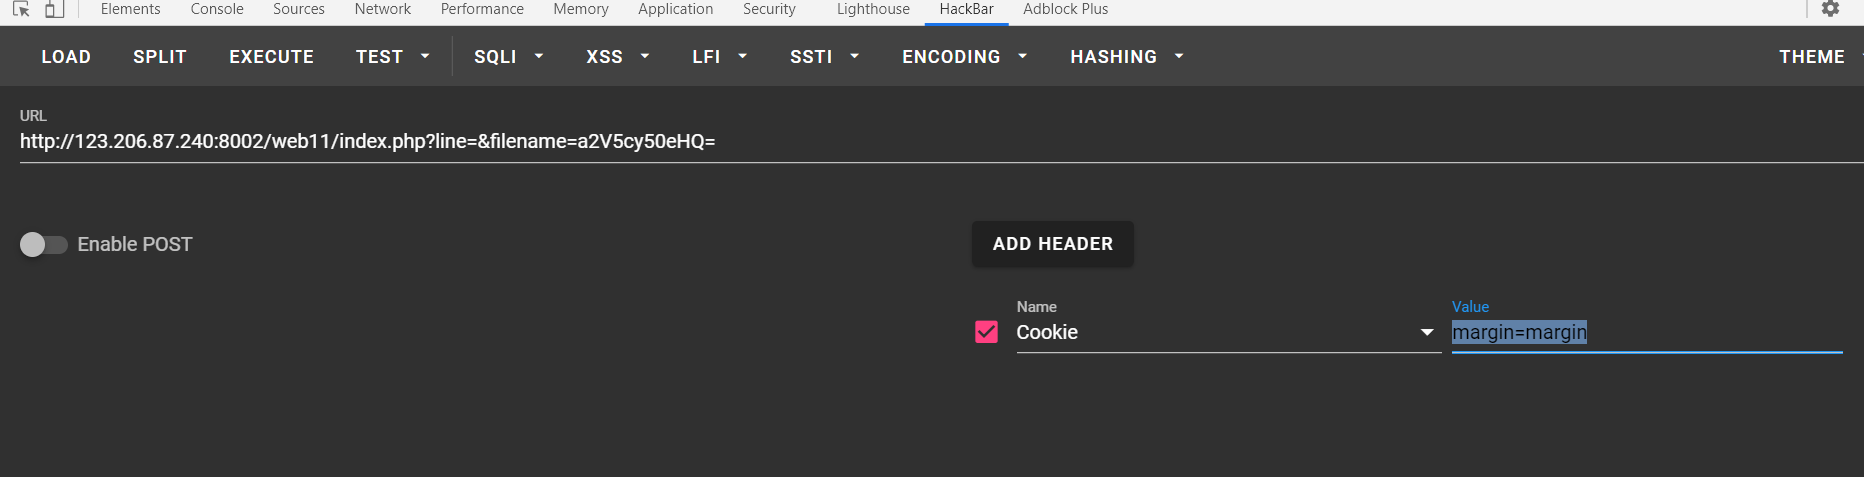 Elements Console Sources Network Performance Memory Application Security Lighthouse HackBar Adblock Plus
LOAD SPLIT EXECUTE TEST SQLI XSS LFI SSTI ENCODING HASHING THEME
URL
http://123.206.87.240:8002/web11/index.php?line=&filename=a2V5cy50eHQ=
Enable POST ADD HEADER
Name Value
Cookie margin=margin